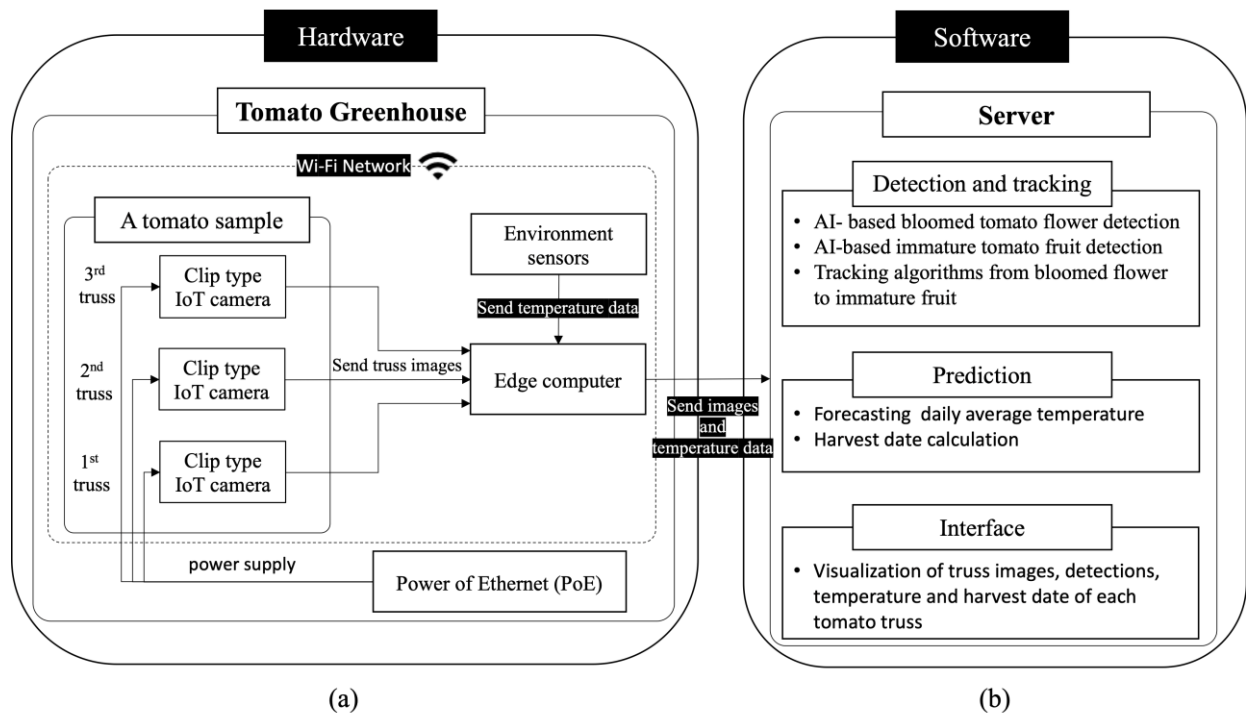 Hardware
Tomato Greenhouse
Wi-Fi Network
A tomato sample
3rd
truss
Clip type
IoT camera
2nd
truss
Clip type
IoT camera
1st
truss
Clip type
IoT camera
Environment
sensors
Send temperature data
Send truss images
Edge computer
Send images
and
temperature data
power supply
Power of Ethernet (PoE)
(a)
Software
Server
Detection and tracking
• AI- based bloomed tomato flower detection
• AI-based immature tomato fruit detection
• Tracking algorithms from bloomed flower
to immature fruit
Prediction
• Forecasting daily average temperature
• Harvest date calculation
Interface
• Visualization of truss images, detections,
temperature and harvest date of each
tomato truss
(b)